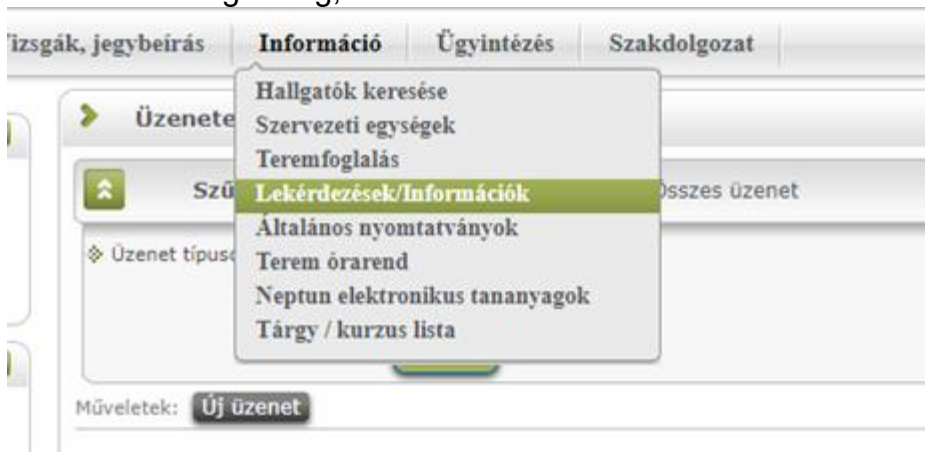 Vizsgák, jegybeírás Információ Ügyintézés Szakdolgozat
Hallgatók keresése
Üzenete
Szervezeti egységek
Teremfoglalás
Szű Lekérdezések/Információk összes üzenet
Általános nyomtatványok
Üzenet típus
Terem órarend
Neptun elektronikus tananyagok
Tárgy / kurzus lista
Műveletek: Új üzenet